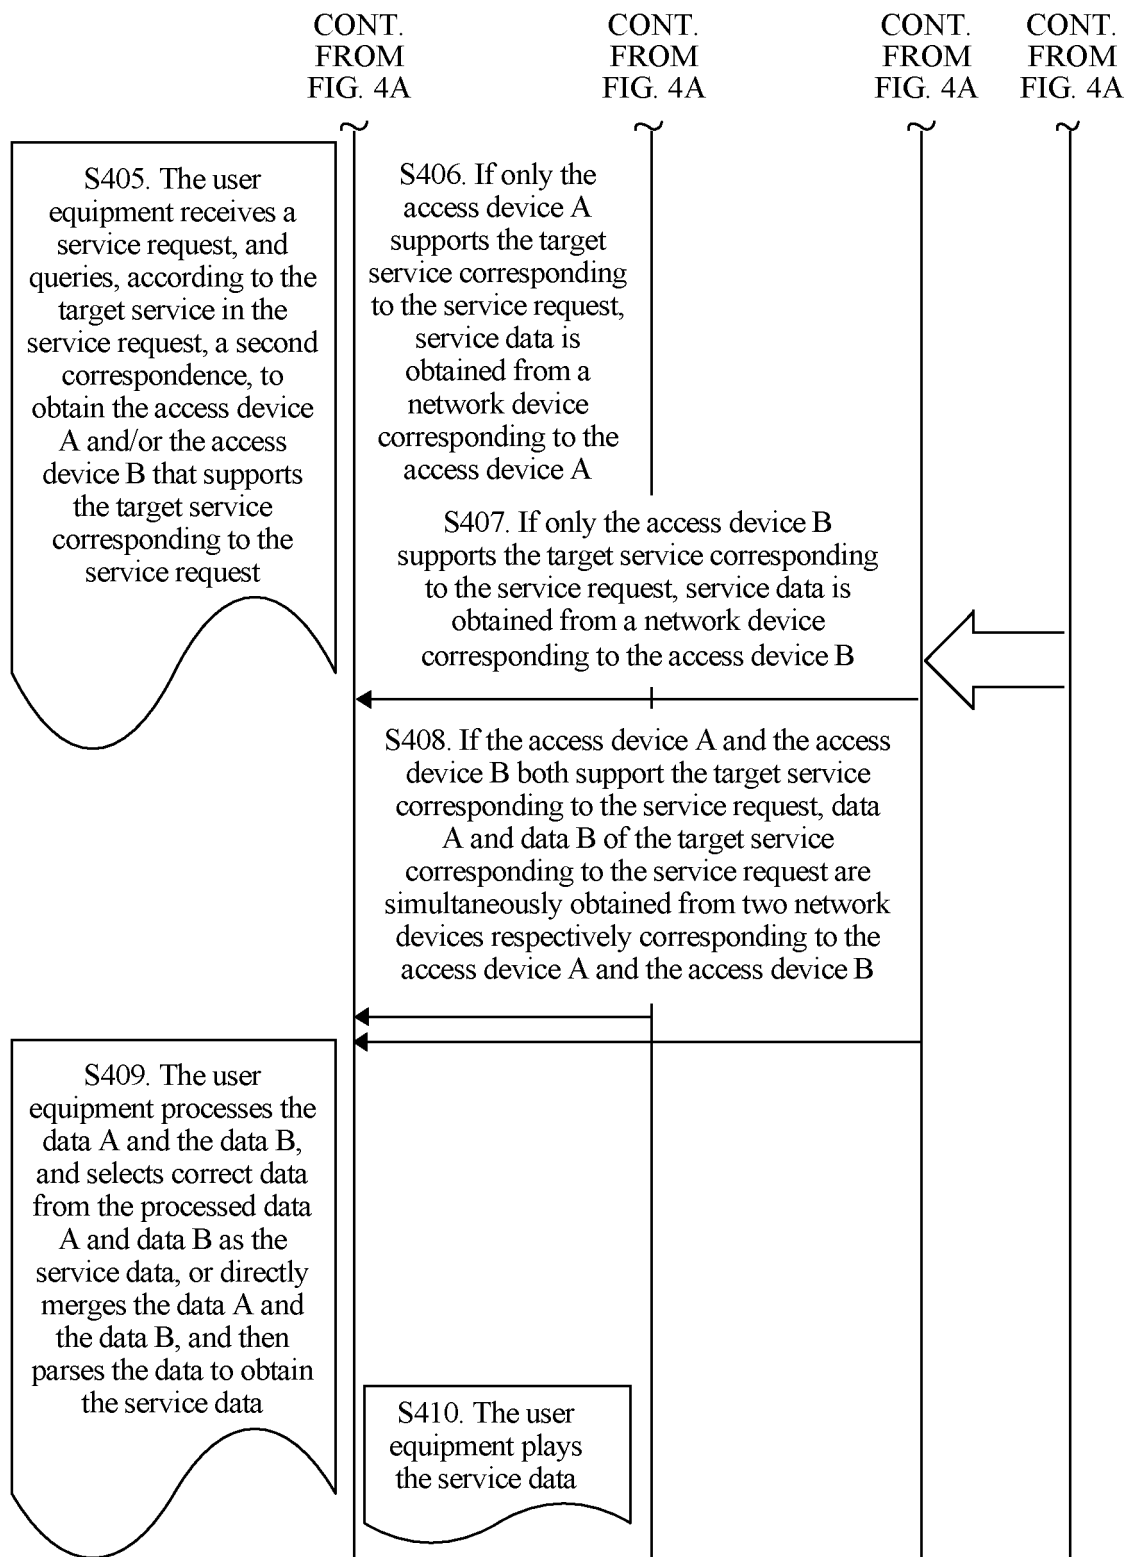 CONT.
FROM
FIG. 4A
CONT.
FROM
FIG. 4A
CONT.
FROM
FIG. 4A
CONT.
FROM
FIG. 4A
S405. The user
equipment receives a
service request, and
queries, according to the
target service in the
service request, a second
correspondence, to
obtain the access device
A and/or the access
device B that supports
the target service
corresponding to the
service request
S406. If only the
access device A
supports the target
service corresponding
to the service request,
service data is
obtained from a
network device
corresponding to the
access device A
S407. If only the access device B
supports the target service corresponding
to the service request, service data is
obtained from a network device
corresponding to the access device B
S408. If the access device A and the access
device B both support the target service
corresponding to the service request, data
A and data B of the target service
corresponding to the service request are
simultaneously obtained from two network
devices respectively corresponding to the
access device A and the access device B
S409. The user
equipment processes the
data A and the data B,
and selects correct data
from the processed data
A and data B as the
service data, or directly
merges the data A and
the data B, and then
parses the data to obtain
the service data
S410. The user
equipment plays
the service data